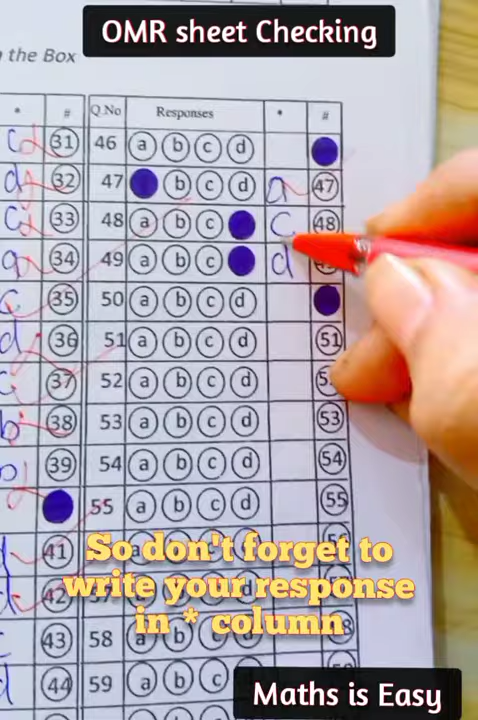 OMR sheet Checking
the Box
* # Q.No Responses * #
31 46 a b c d
32 47 b c d a 47
33 48 a b c c 48
34 49 a b c d
35 50 a b c d
d 36 51 a b c d 51
37 52 a b c d
b 38 53 a b c d 53
39 54 a b c d 54
55 a b c d 55
41
So don't forget to
write your response
in * column
42
43 58
d 44 59 a b c d
Maths is Easy